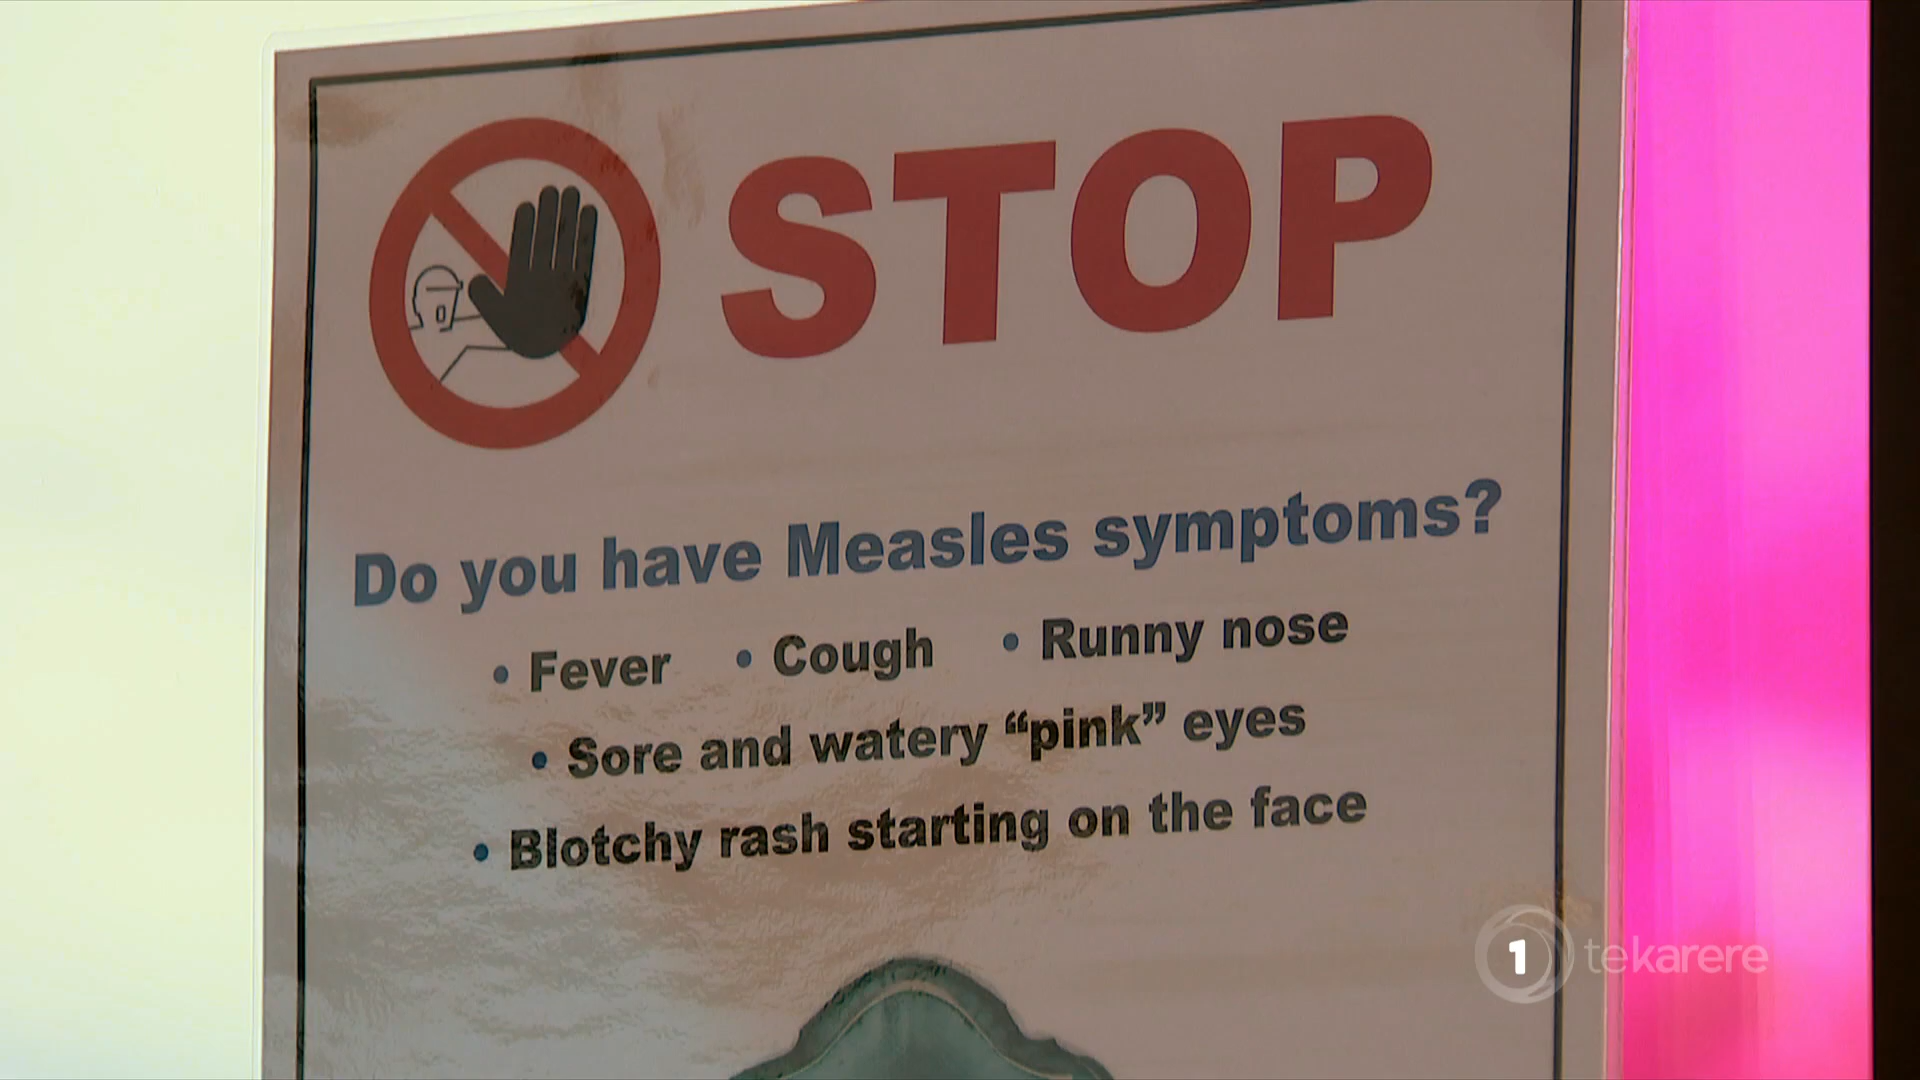 STOP
Do you have Measles symptoms?
• Fever • Cough • Runny nose
• Sore and watery “pink” eyes
• Blotchy rash starting on the face
1 tekarere